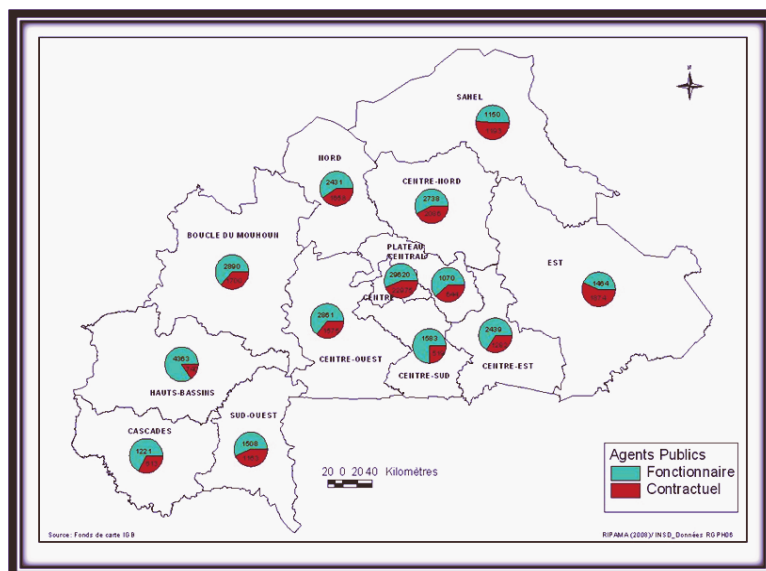 N
SAHEL
1150
NORD
2431
CENTRE-NORD
2738
BOUCLE DU MOUHOUN
2890
PLATEAU
CENTRAL
EST
29620
1070
1464
CENTRE
2851
1583
2439
4363
CENTRE-OUEST
CENTRE-SUD
CENTRE-EST
HAUTS-BASSINS
SUD-OUEST
CASCADES
1508
1221
20 0 20 40 Kilométres
Agents Publics
Fonctionnaire
Contractuel
Source: Fonds de carte IGB
RIPAMA (2008)/ INSD_Données RGPH06